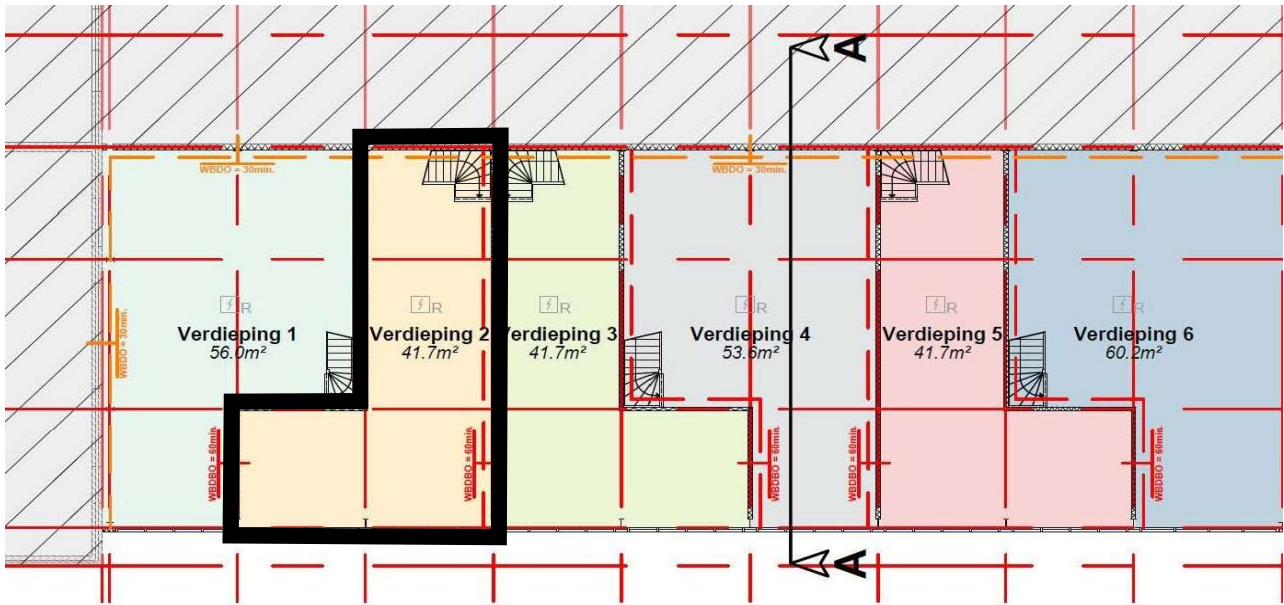 A
WBDO = 30min.
WBDO = 30min.
R
R
R
R
R
R
Verdieping 1
56.0m²
Verdieping 2
41.7m²
Verdieping 3
41.7m²
Verdieping 4
53.6m²
Verdieping 5
41.7m²
Verdieping 6
60.2m²
WBDO = 30min.
WBDBO = 60min.
WBDBO = 60min.
WBDBO = 60min.
WBDBO = 60min.
WBDBO = 60min.
A